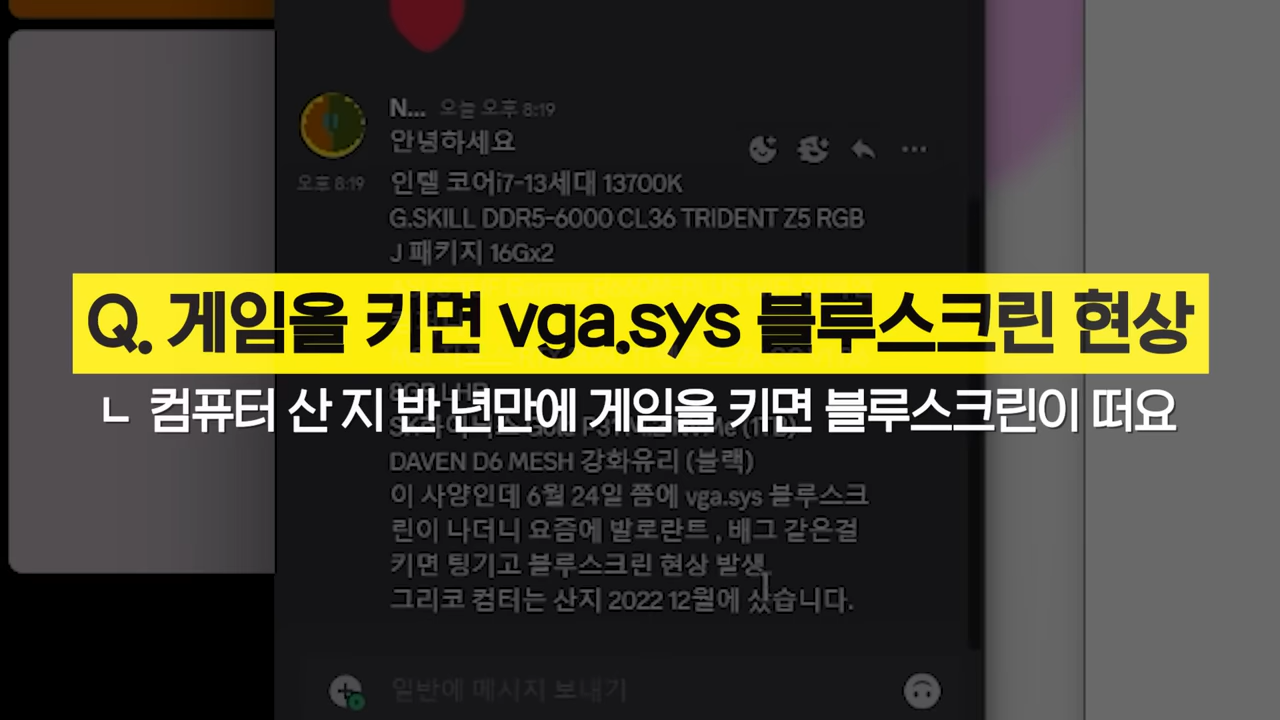 N... 오늘 오후 8:19
안녕하세요
오후 8:19 인텔 코어i7-13세대 13700K
G.SKILL DDR5-6000 CL36 TRIDENT Z5 RGB
J 패키지 16Gx2
Q. 게임을 키면 vga.sys 블루스크린 현상
8GB LHR
ㄴ 컴퓨터 산 지 반 년만에 게임을 키면 블루스크린이 떠요
DAVEN D6 MESH 강화유리 (블랙)
이 사양인데 6월 24일 쯤에 vga.sys 블루스크
린이 나더니 요즘에 발로란트 , 배그 같은걸
키면 팅기고 블루스크린 현상 발생.
그리코 컴터는 산지 2022 12월에 샀습니다.
일반에 메시지 보내기